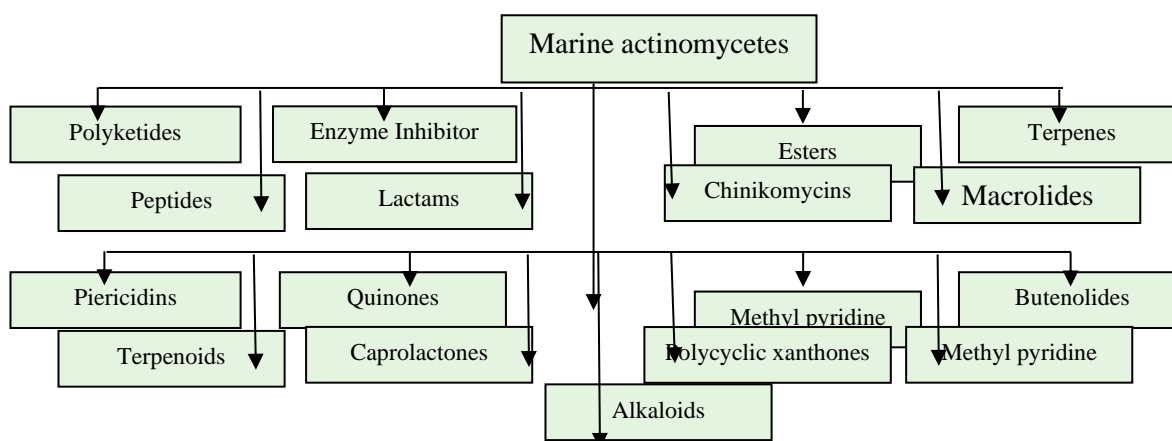 Marine actinomycetes
Polyketides
Enzyme Inhibitor
Esters
Terpenes
Peptides
Lactams
Chinikomycins
Macrolides
Piericidins
Quinones
Methyl pyridine
Butenolides
Terpenoids
Caprolactones
Polycyclic xanthones
Methyl pyridine
Alkaloids